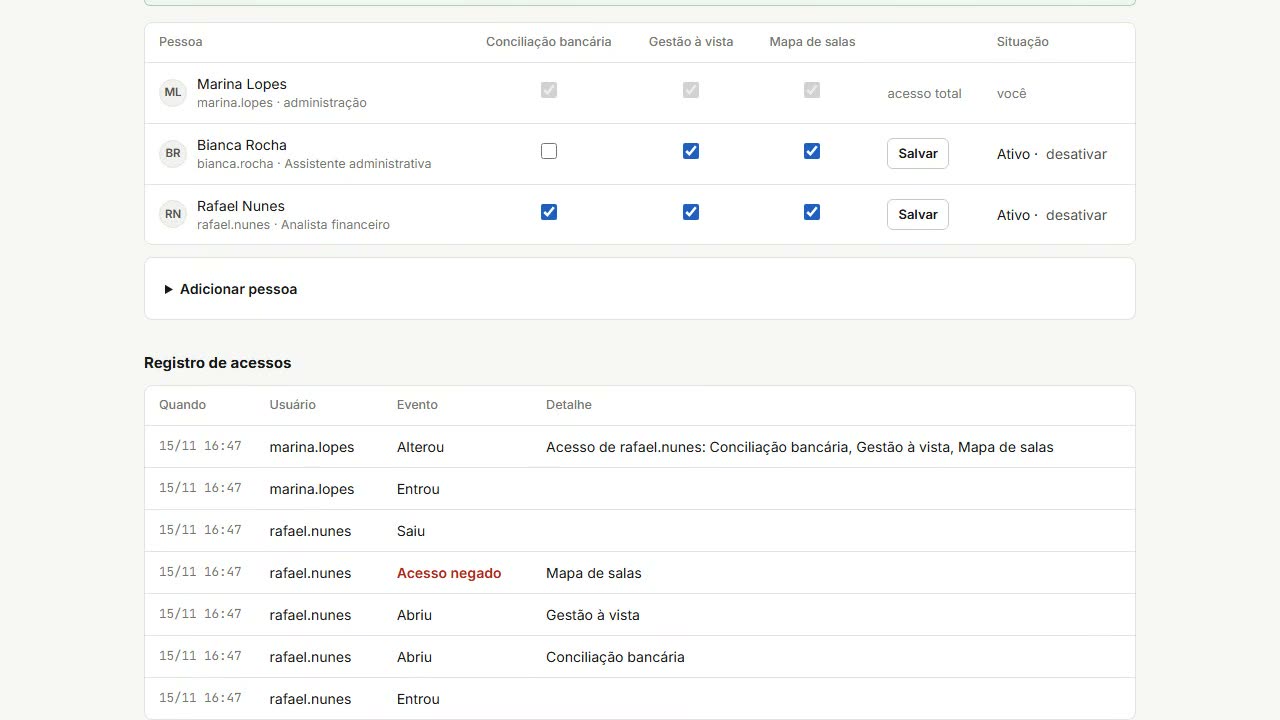 Pessoa Conciliação bancária Gestão à vista Mapa de salas Situação
ML Marina Lopes
marina.lopes · administração acesso total você
BR Bianca Rocha
bianca.rocha · Assistente administrativa Salvar Ativo · desativar
RN Rafael Nunes
rafael.nunes · Analista financeiro Salvar Ativo · desativar
Adicionar pessoa
Registro de acessos
Quando Usuário Evento Detalhe
15/11 16:47 marina.lopes Alterou Acesso de rafael.nunes: Conciliação bancária, Gestão à vista, Mapa de salas
15/11 16:47 marina.lopes Entrou
15/11 16:47 rafael.nunes Saiu
15/11 16:47 rafael.nunes Acesso negado Mapa de salas
15/11 16:47 rafael.nunes Abriu Gestão à vista
15/11 16:47 rafael.nunes Abriu Conciliação bancária
15/11 16:47 rafael.nunes Entrou